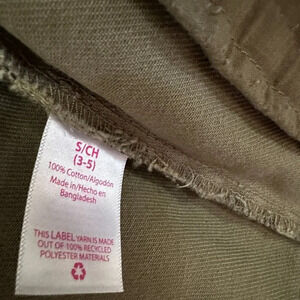 S/CH
(3-5)
100% Cotton/Algodón
Made in/Hecho en
Bangladesh
THIS LABEL YARN IS MADE
OUT OF 100% RECYCLED
POLYESTER MATERIALS